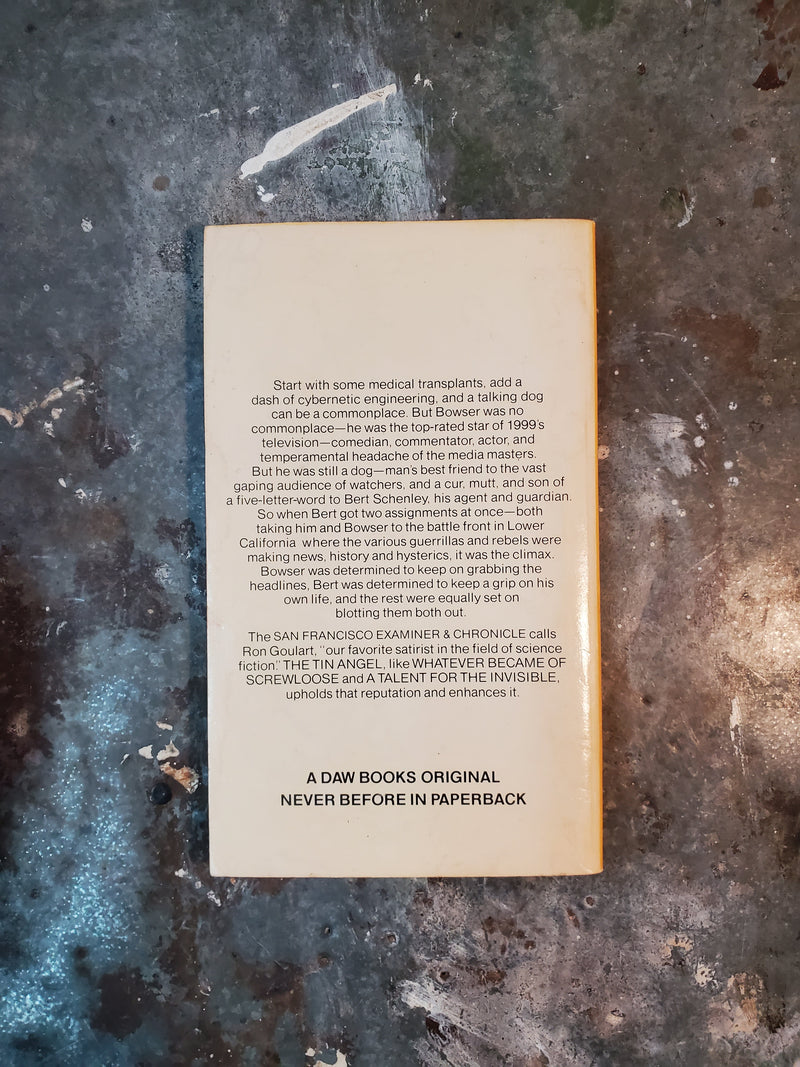 Start with some medical transplants, add a
dash of cybernetic engineering, and a talking dog
can be a commonplace. But Bowser was no
commonplace—he was the top-rated star of 1999's
television—comedian, commentator, actor, and
temperamental headache of the media masters.
But he was still a dog—man's best friend to the vast
gaping audience of watchers, and a cur, mutt, and son of
a five-letter-word to Bert Schenley, his agent and guardian.
So when Bert got two assignments at once—both
taking him and Bowser to the battle front in Lower
California where the various guerrillas and rebels were
making news, history and hysterics, it was the climax.
Bowser was determined to keep on grabbing the
headlines, Bert was determined to keep a grip on his
own life, and the rest were equally set on
blotting them both out.
The SAN FRANCISCO EXAMINER & CHRONICLE calls
Ron Goulart, "our favorite satirist in the field of science
fiction." THE TIN ANGEL, like WHATEVER BECAME OF
SCREWLOOSE and A TALENT FOR THE INVISIBLE,
upholds that reputation and enhances it.
A DAW BOOKS ORIGINAL
NEVER BEFORE IN PAPERBACK